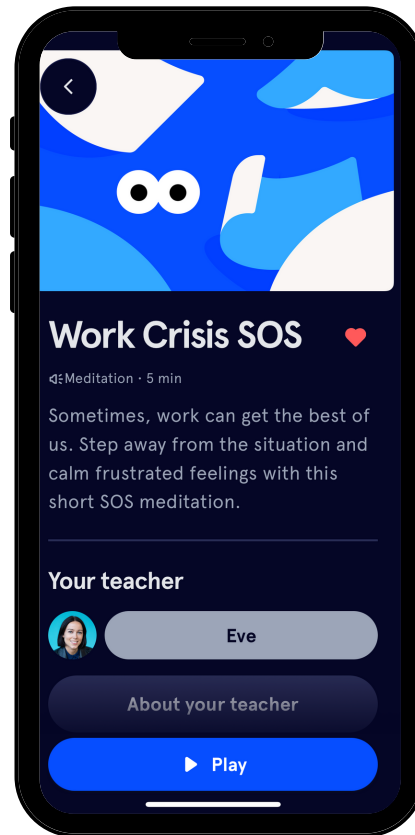 Work Crisis SOS
Meditation · 5 min
Sometimes, work can get the best of
us. Step away from the situation and
calm frustrated feelings with this
short SOS meditation.
Your teacher
Eve
About your teacher
Play